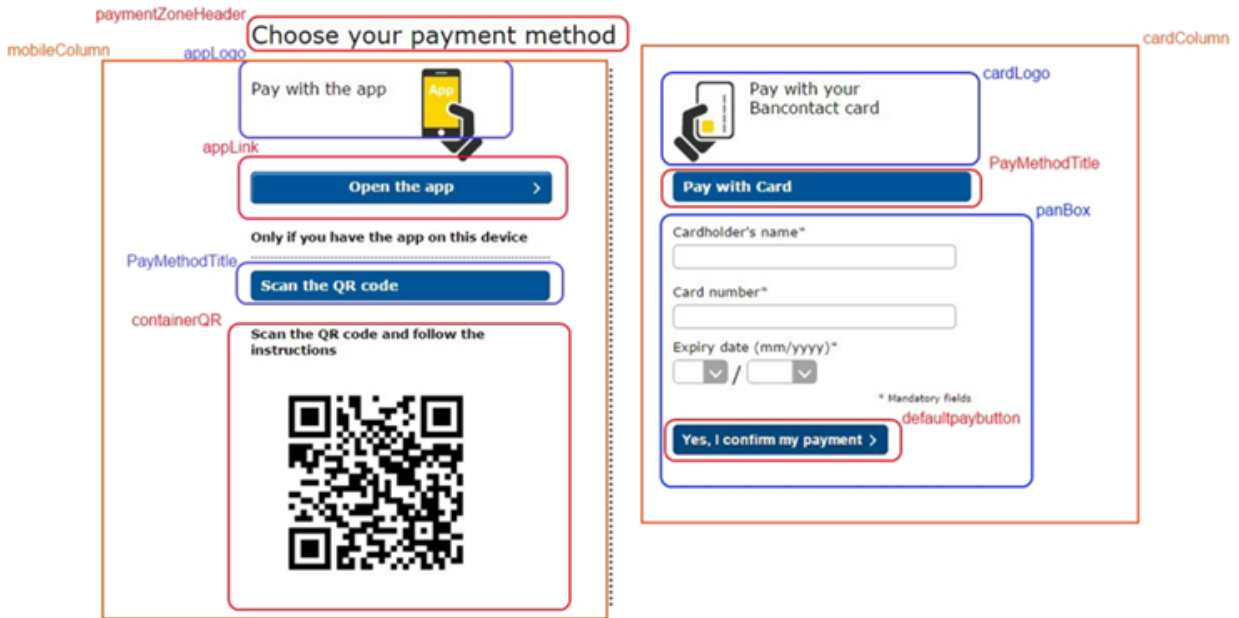 paymentZoneHeader
Choose your payment method
mobileColumn
appLogo
Pay with the app
App
appLink
Open the app >
Only if you have the app on this device
PayMethodTitle
Scan the QR code
containerQR
Scan the QR code and follow the
instructions
cardColumn
cardLogo
Pay with your
Bancontact card
PayMethodTitle
Pay with Card
panBox
Cardholder's name*
Card number*
Expiry date (mm/yyyy)*
/
* Mandatory fields
defaultpaybutton
Yes, I confirm my payment >